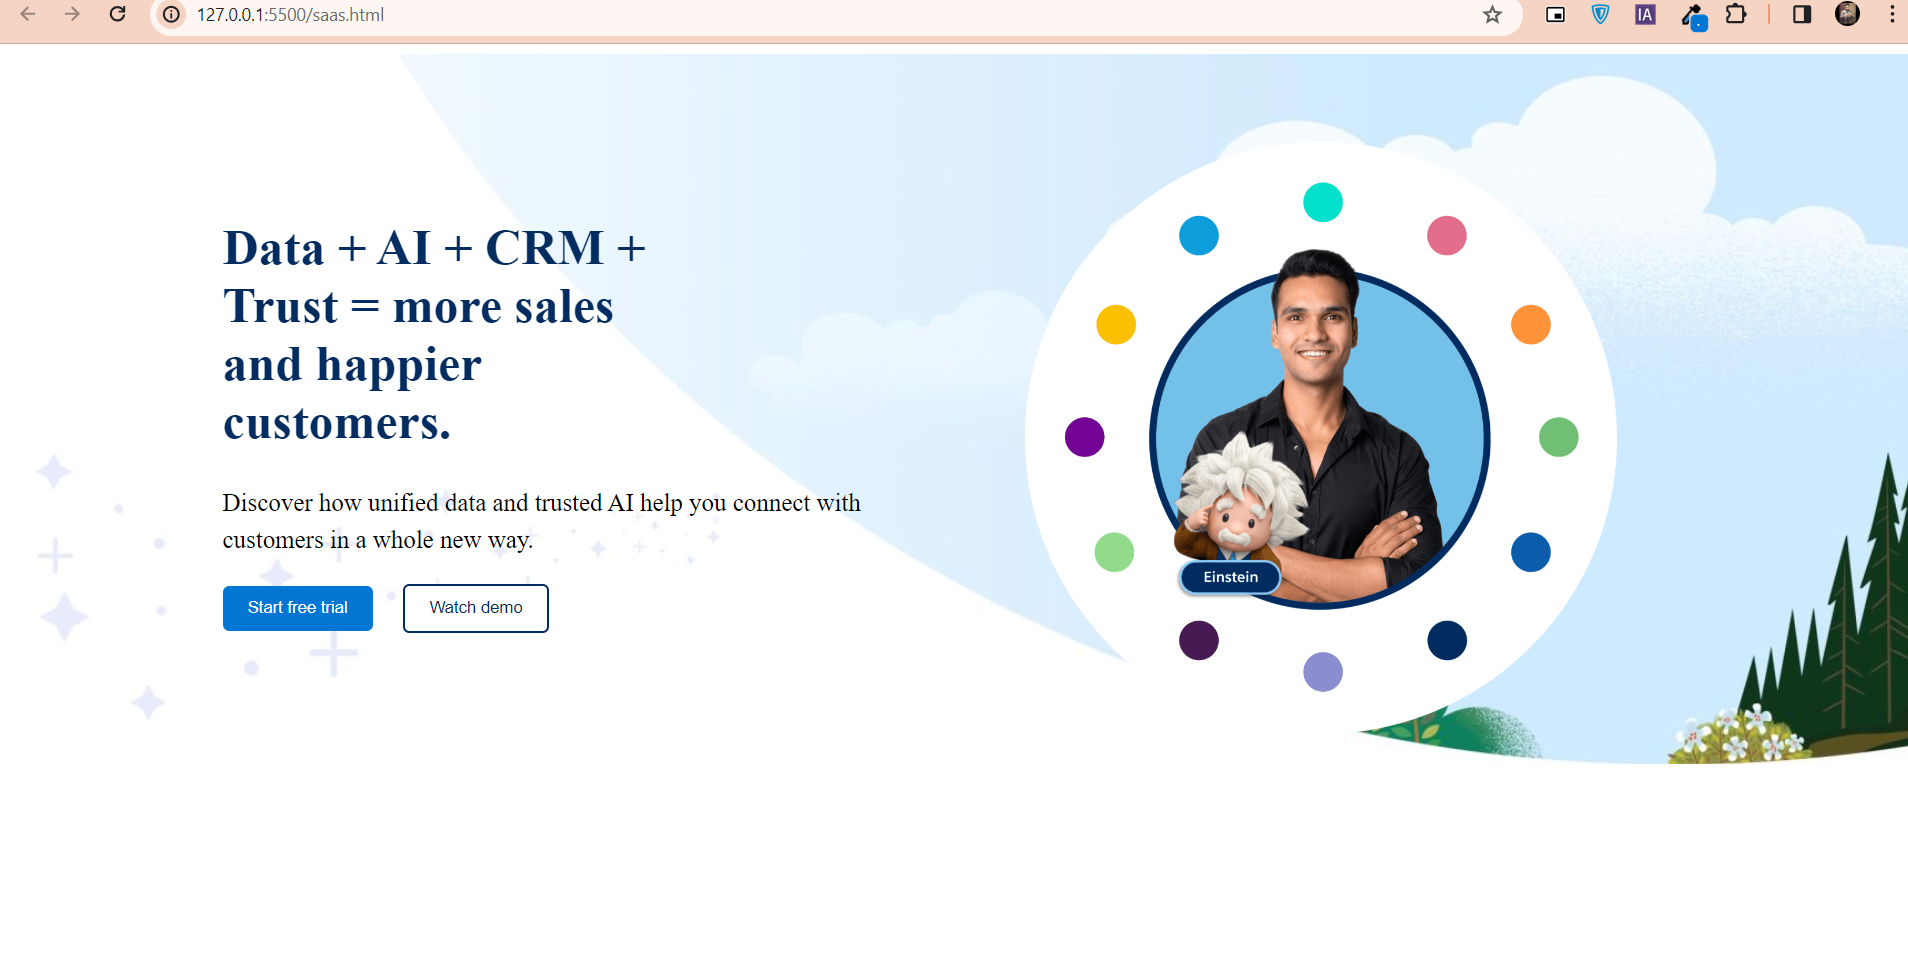 127.0.0.1:5500/saas.html
IA
Data + AI + CRM +
Trust = more sales
and happier
customers.
Discover how unified data and trusted AI help you connect with
customers in a whole new way.
Start free trial Watch demo
Einstein